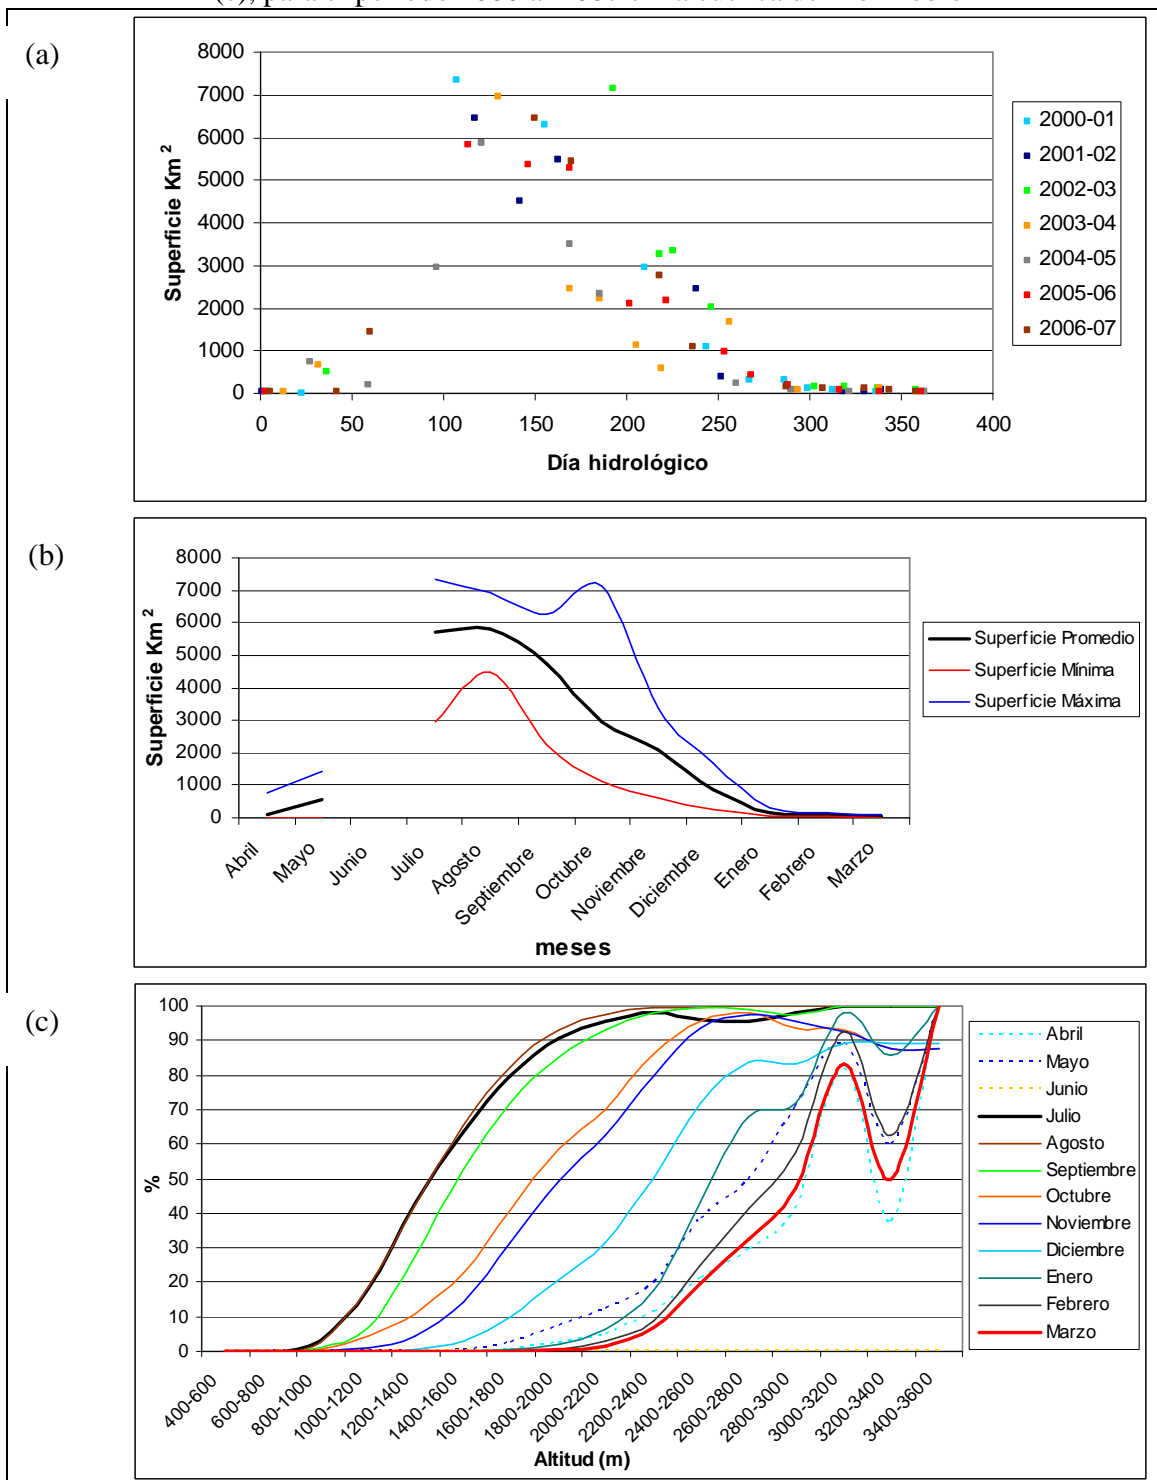 (a)
8000
7000
6000
5000
4000
3000
2000
1000
0
Superficie Km²
0 50 100 150 200 250 300 350 400
Día hidrológico
2000-01
2001-02
2002-03
2003-04
2004-05
2005-06
2006-07
(b)
8000
7000
6000
5000
4000
3000
2000
1000
0
Superficie Km²
Abril Mayo Junio Julio Agosto Septiembre Octubre Noviembre Diciembre Enero Febrero Marzo
meses
Superficie Promedio
Superficie Mínima
Superficie Máxima
(c)
100
90
80
70
60
50
40
30
20
10
0
%
400-600 600-800 800-1000 1000-1200 1200-1400 1400-1600 1600-1800 1800-2000 2000-2200 2200-2400 2400-2600 2600-2800 2800-3000 3000-3200 3200-3400 3400-3600
Altitud (m)
Abril
Mayo
Junio
Julio
Agosto
Septiembre
Octubre
Noviembre
Diciembre
Enero
Febrero
Marzo